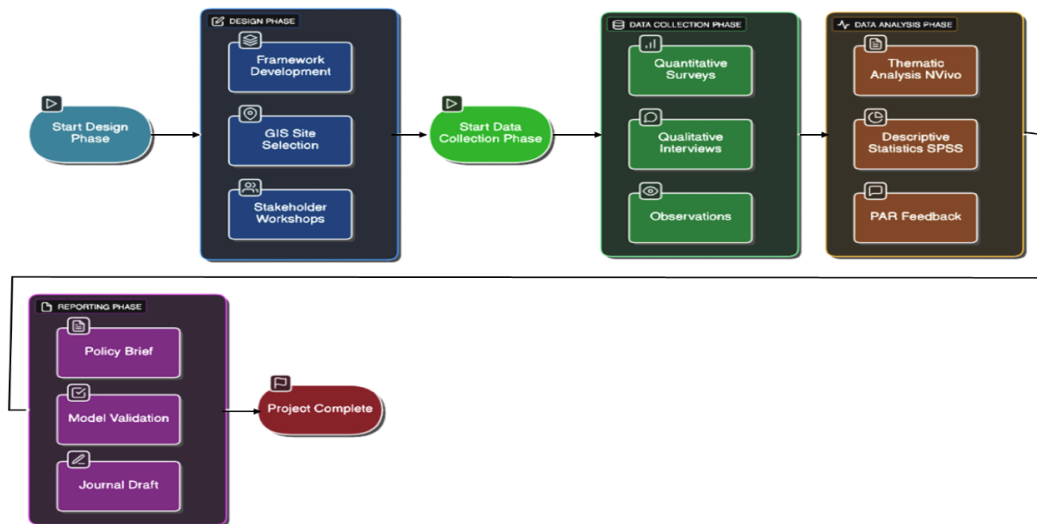 Start Design
Phase
DESIGN PHASE
Framework
Development
GIS Site
Selection
Stakeholder
Workshops
Start Data
Collection Phase
DATA COLLECTION PHASE
Quantitative
Surveys
Qualitative
Interviews
Observations
DATA ANALYSIS PHASE
Thematic
Analysis NVivo
Descriptive
Statistics SPSS
PAR Feedback
REPORTING PHASE
Policy Brief
Model Validation
Journal Draft
Project Complete